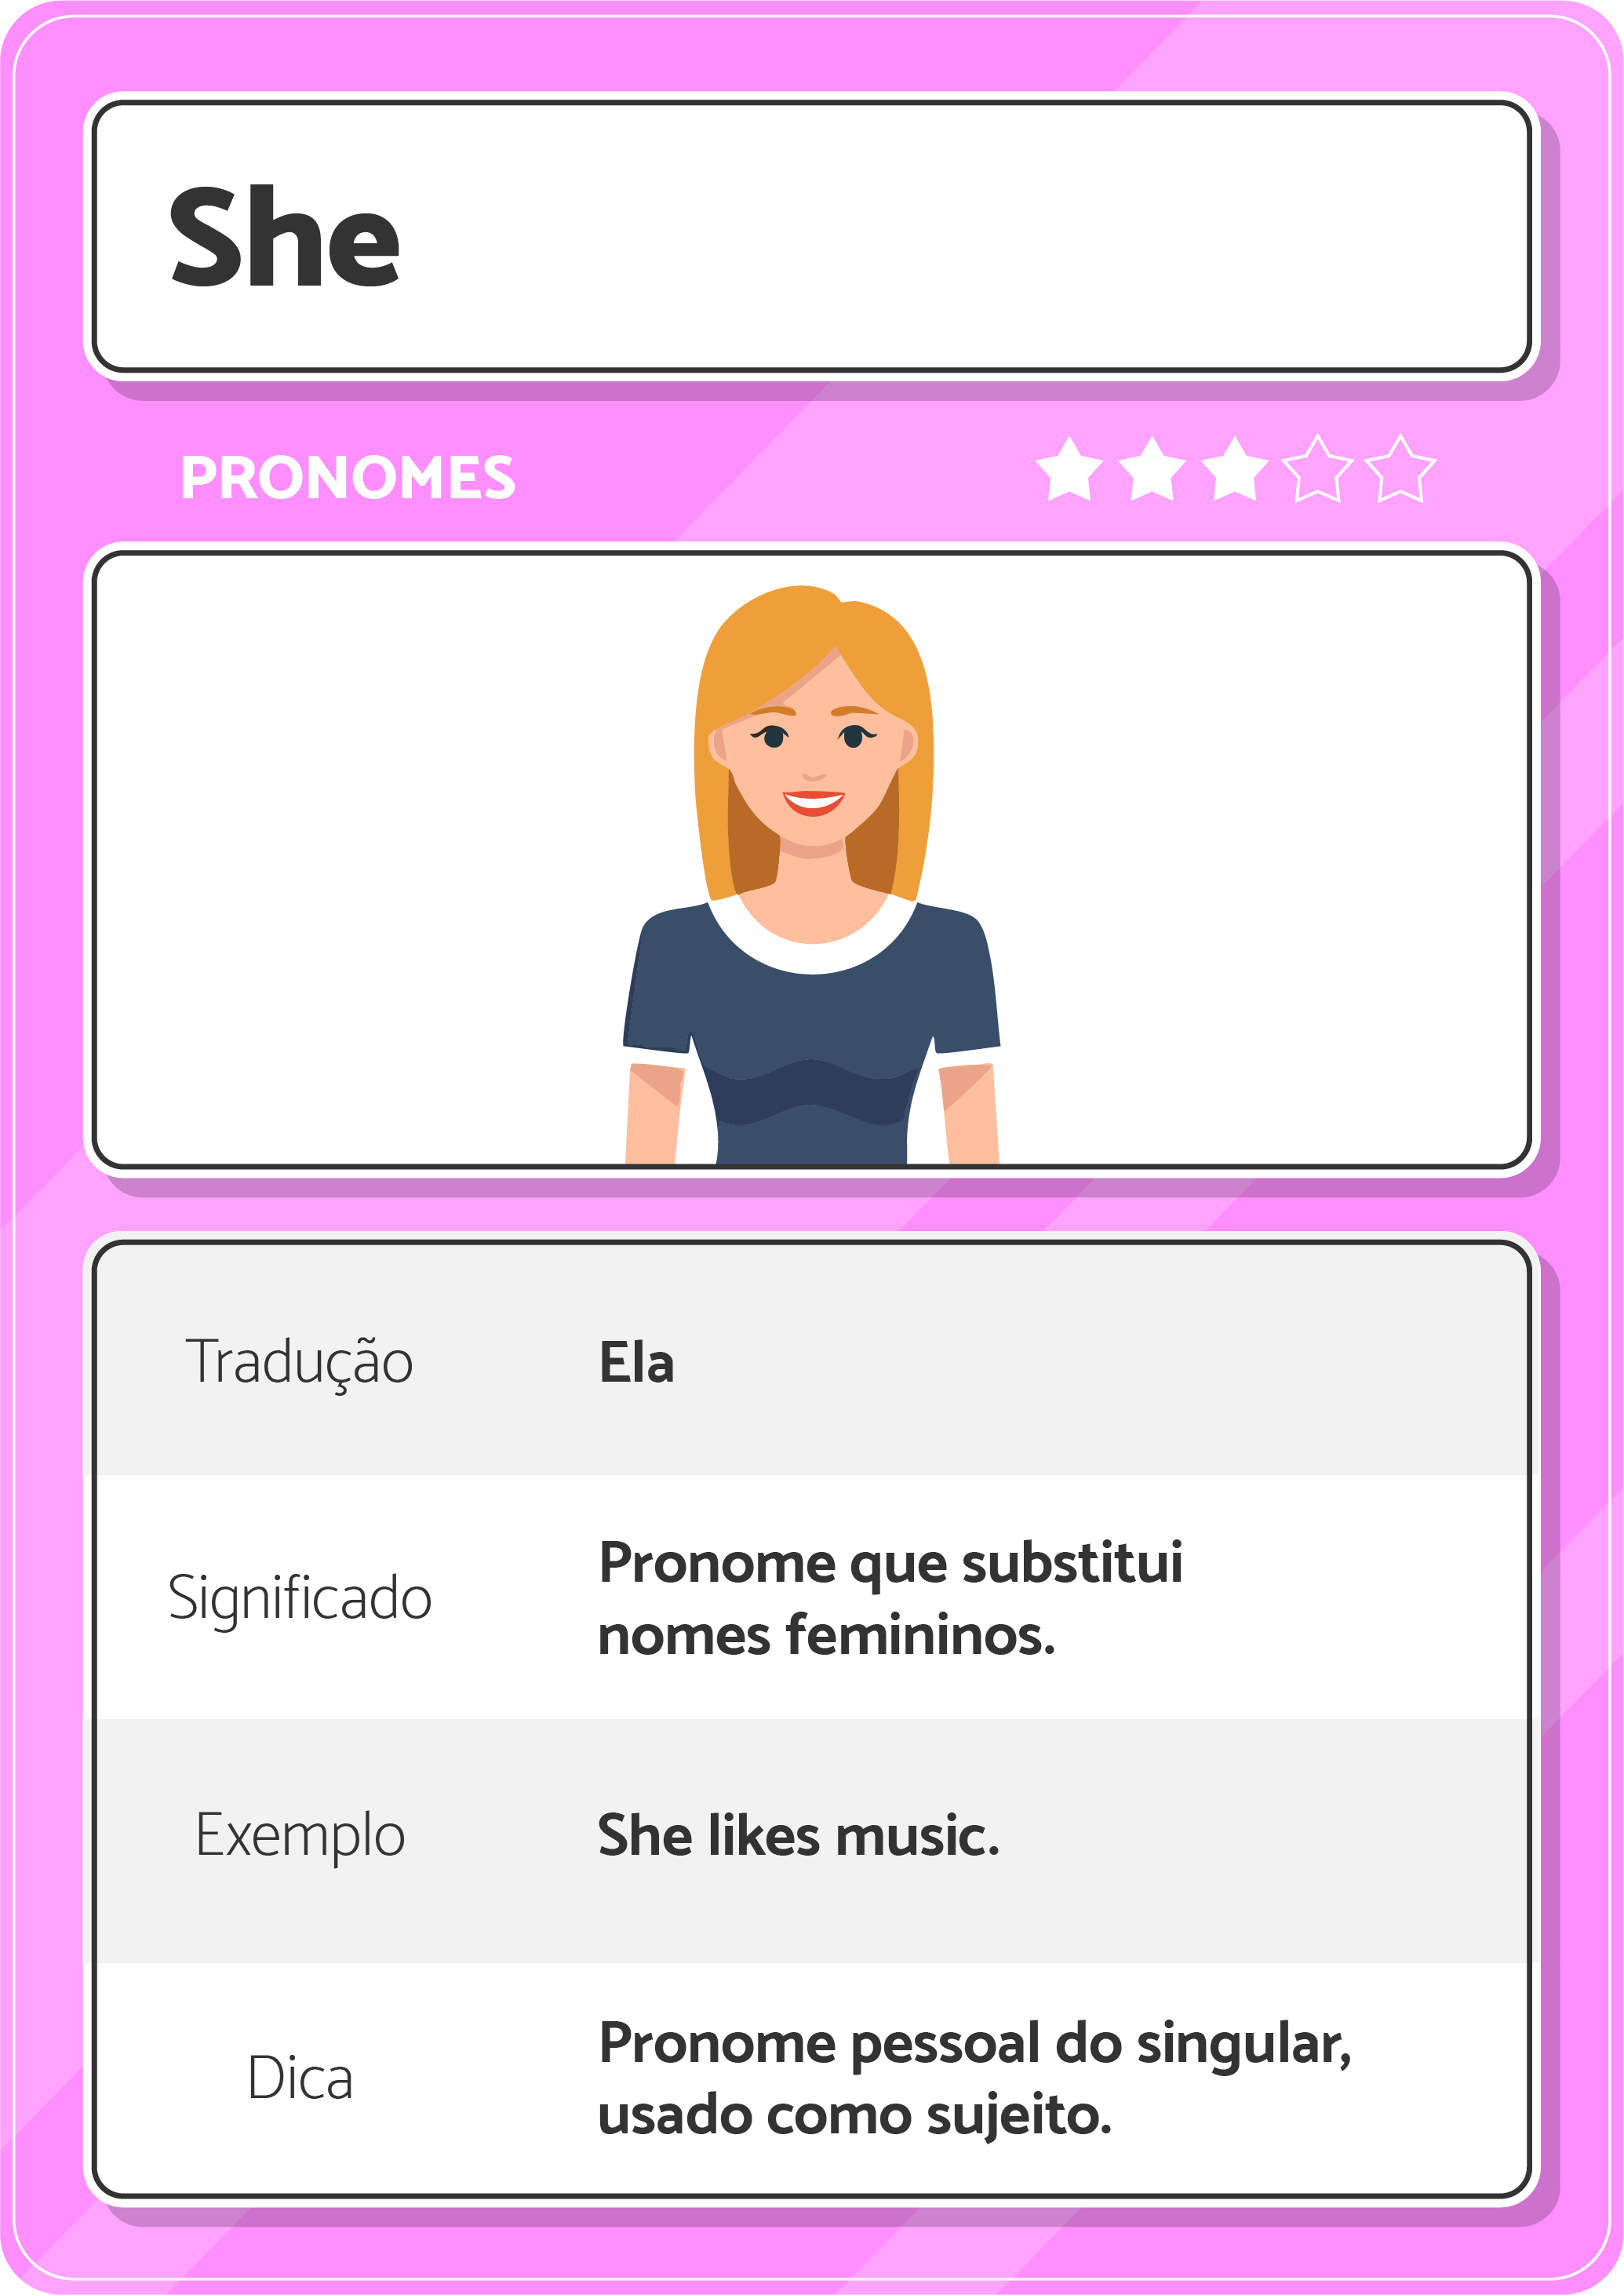 She
PRONOMES
Tradução
Ela
Significado
Pronome que substitui
nomes femininos.
Exemplo
She likes music.
Dica
Pronome pessoal do singular,
usado como sujeito.